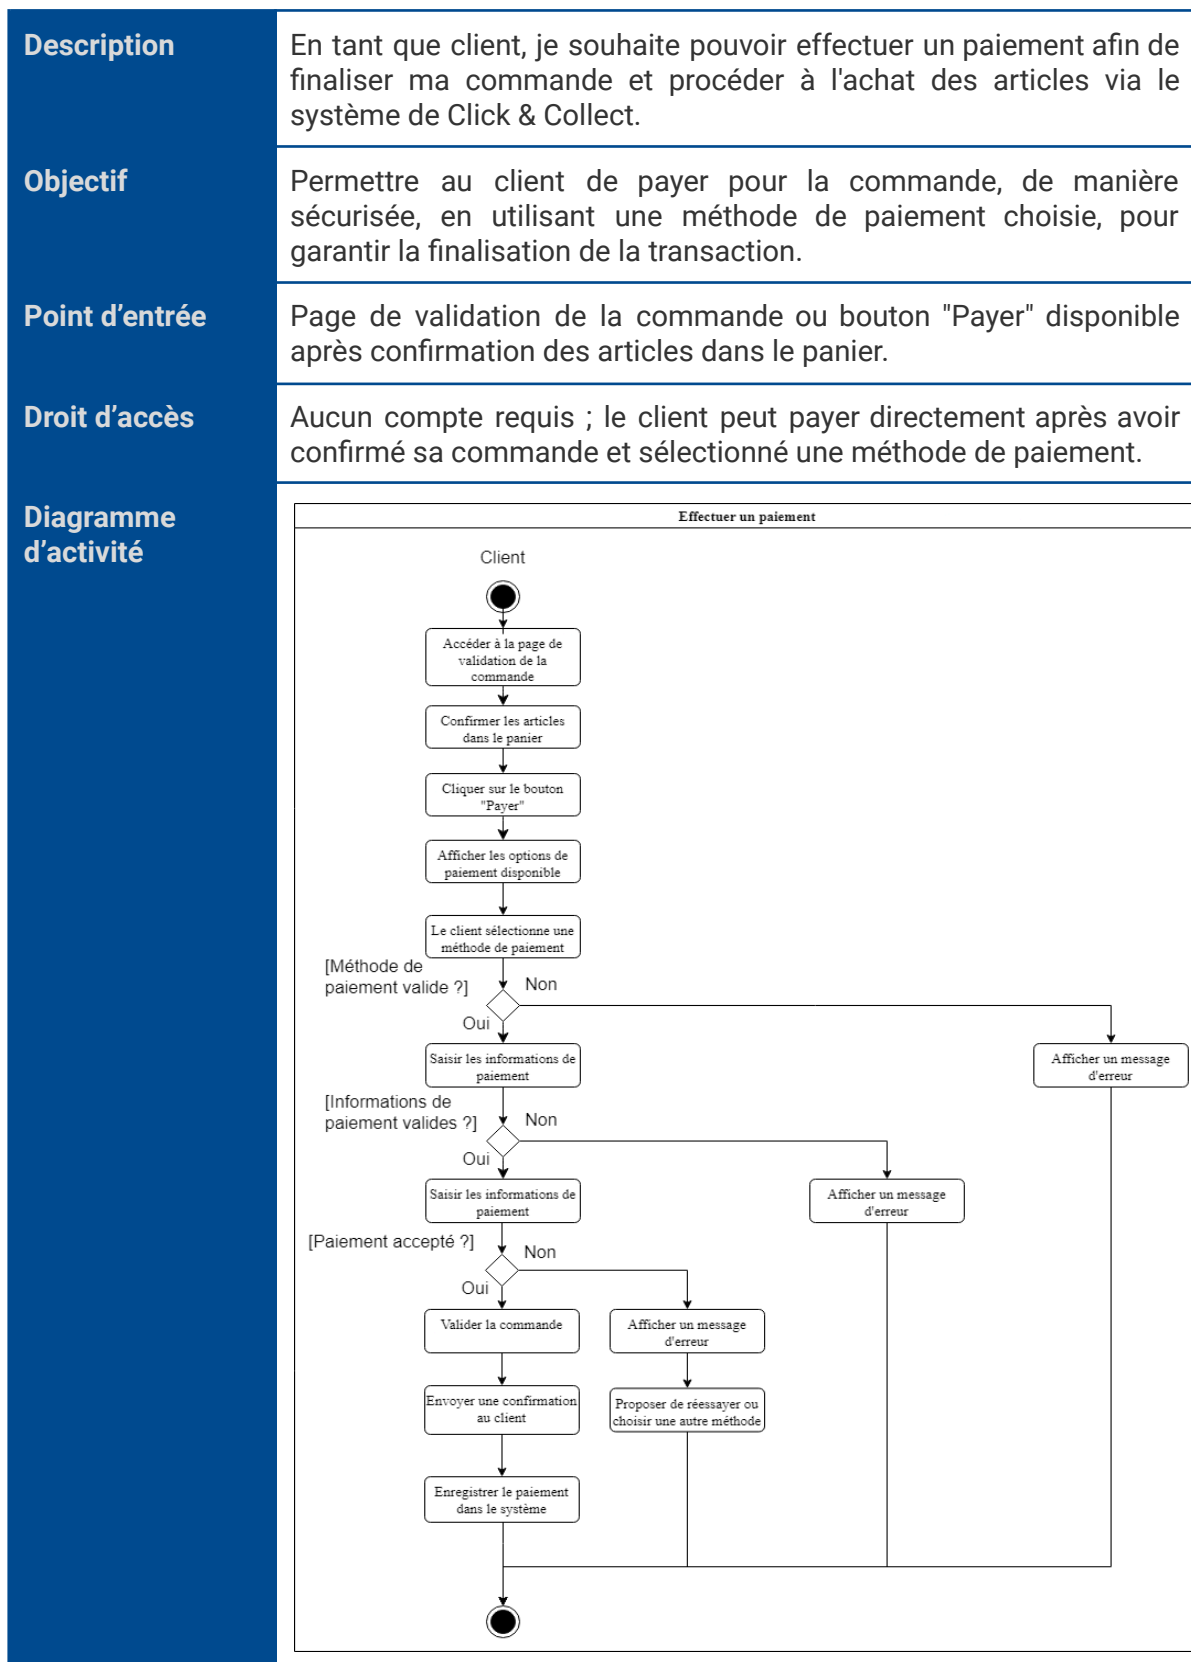 Description
En tant que client, je souhaite pouvoir effectuer un paiement afin de
finaliser ma commande et procéder à l'achat des articles via le
système de Click & Collect.
Objectif
Permettre au client de payer pour la commande, de manière
sécurisée, en utilisant une méthode de paiement choisie, pour
garantir la finalisation de la transaction.
Point d’entrée
Page de validation de la commande ou bouton "Payer" disponible
après confirmation des articles dans le panier.
Droit d’accès
Aucun compte requis ; le client peut payer directement après avoir
confirmé sa commande et sélectionné une méthode de paiement.
Diagramme
d’activité
Effectuer un paiement
Client
Accéder à la page de
validation de la
commande
Confirmer les articles
dans le panier
Cliquer sur le bouton
"Payer"
Afficher les options de
paiement disponible
Le client sélectionne une
méthode de paiement
[Méthode de
paiement valide ?]
Non
Oui
Saisir les informations de
paiement
Afficher un message
d'erreur
[Informations de
paiement valides ?]
Non
Oui
Saisir les informations de
paiement
Afficher un message
d'erreur
[Paiement accepté ?]
Non
Oui
Valider la commande
Afficher un message
d'erreur
Envoyer une confirmation
au client
Proposer de réessayer ou
choisir une autre méthode
Enregistrer le paiement
dans le système